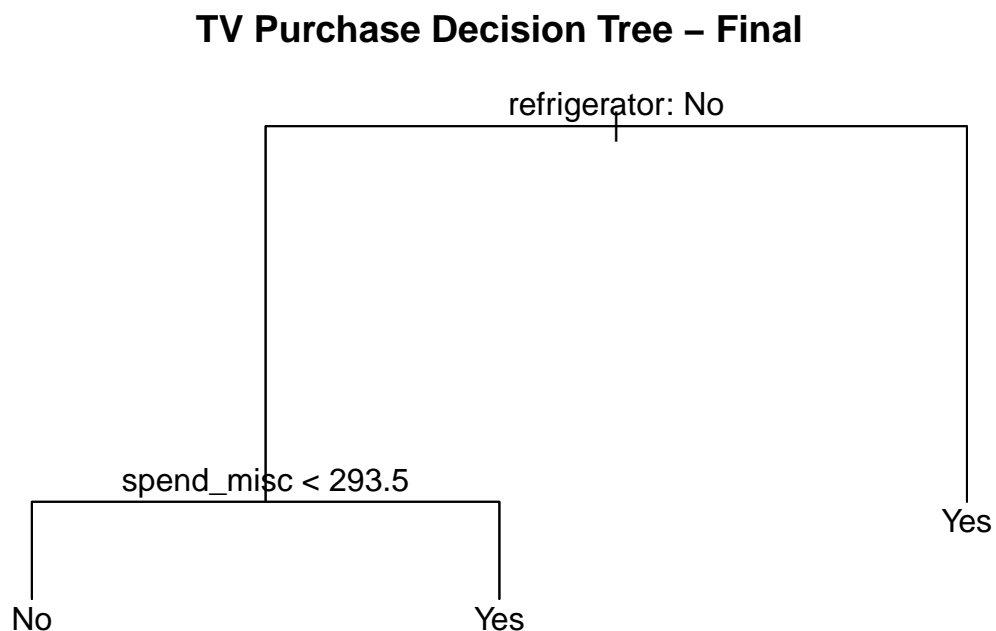 TV Purchase Decision Tree – Final
refrigerator: No
spend_misc < 293.5
Yes
No
Yes